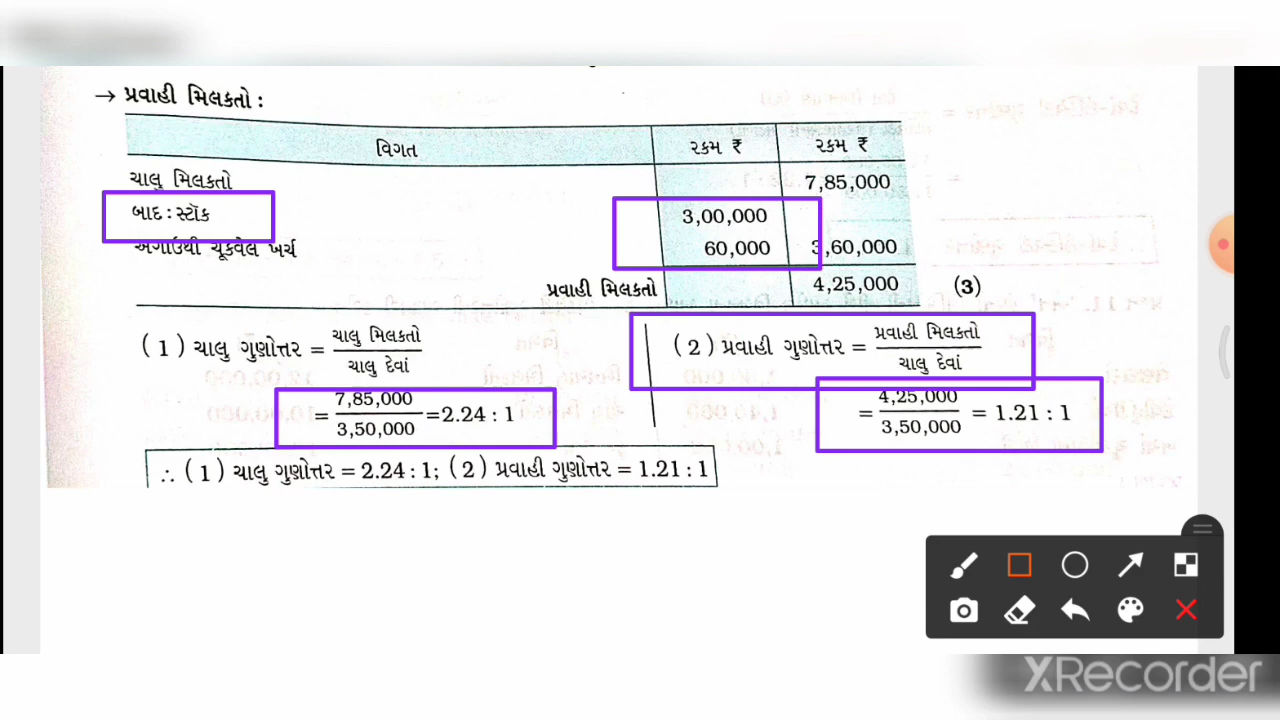 → પ્રવાહી મિલકતો :
વિગત રકમ ₹ રકમ ₹
ચાલુ મિલકતો 7,85,000
બાદ : સ્ટૉક 3,00,000
અગાઉથી ચૂકવેલ ખર્ચ 60,000 3,60,000
પ્રવાહી મિલકતો 4,25,000 (3)
(1) ચાલુ ગુણોત્તર = ચાલુ મિલકતો / ચાલુ દેવાં
= 7,85,000 / 3,50,000 = 2.24 : 1
(2) પ્રવાહી ગુણોત્તર = પ્રવાહી મિલકતો / ચાલુ દેવાં
= 4,25,000 / 3,50,000 = 1.21 : 1
∴ (1) ચાલુ ગુણોત્તર = 2.24 : 1; (2) પ્રવાહી ગુણોત્તર = 1.21 : 1
XRecorder